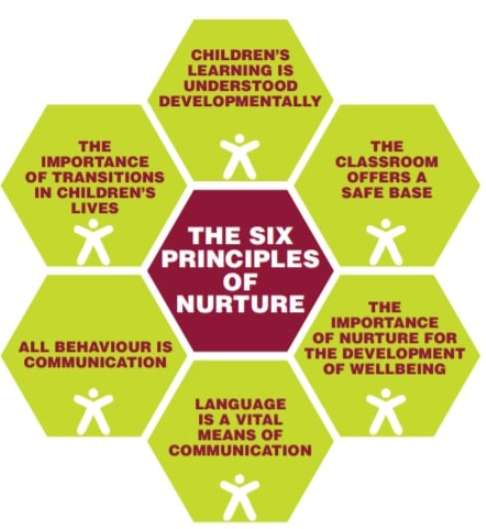 CHILDREN'S
LEARNING IS
UNDERSTOOD
DEVELOPMENTALLY
THE
CLASSROOM
OFFERS A
SAFE BASE
THE
IMPORTANCE
OF NURTURE FOR
THE DEVELOPMENT
OF WELLBEING
LANGUAGE
IS A VITAL
MEANS OF
COMMUNICATION
ALL BEHAVIOUR IS
COMMUNICATION
THE
IMPORTANCE
OF TRANSITIONS
IN CHILDREN'S
LIVES
THE SIX
PRINCIPLES
OF
NURTURE